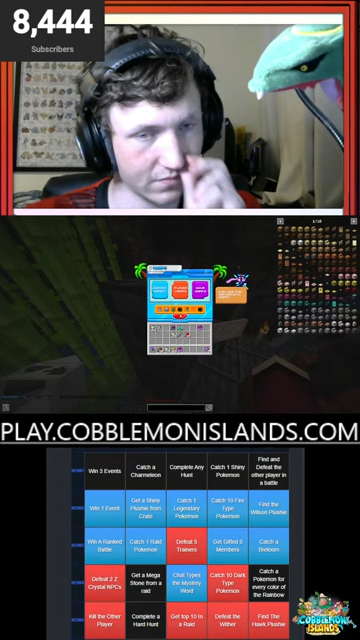 8,444
Subscribers
1/16
PLAY.COBBLEMONISLANDS.COM
Win 3 Events
Catch a Charmeleon
Complete Any Hunt
Catch 1 Shiny Pokemon
Find and Defeat the other player in a battle
Win 1 Event
Get a Shiny Plushie from Crate
Catch 1 Legendary Pokemon
Catch 10 Fire Type Pokemon
Find the Wilson Plushie
Win A Ranked Battle
Catch 1 Raid Pokemon
Defeat 5 Trainers
Get Gifted 5 Members
Catch a Breloom
Defeat 2 Z Crystal NPCs
Get a Mega Stone from a raid
Chat Types the Mystery Word
Catch 10 Dark Type Pokemon
Catch a Pokemon for every color of the Rainbow
Kill the Other Player
Complete a Hard Hunt
Get top 10 Is a Raid
Defeat the Wither
Find The Hawk Plushie
COBBLEMON
ISLANDS